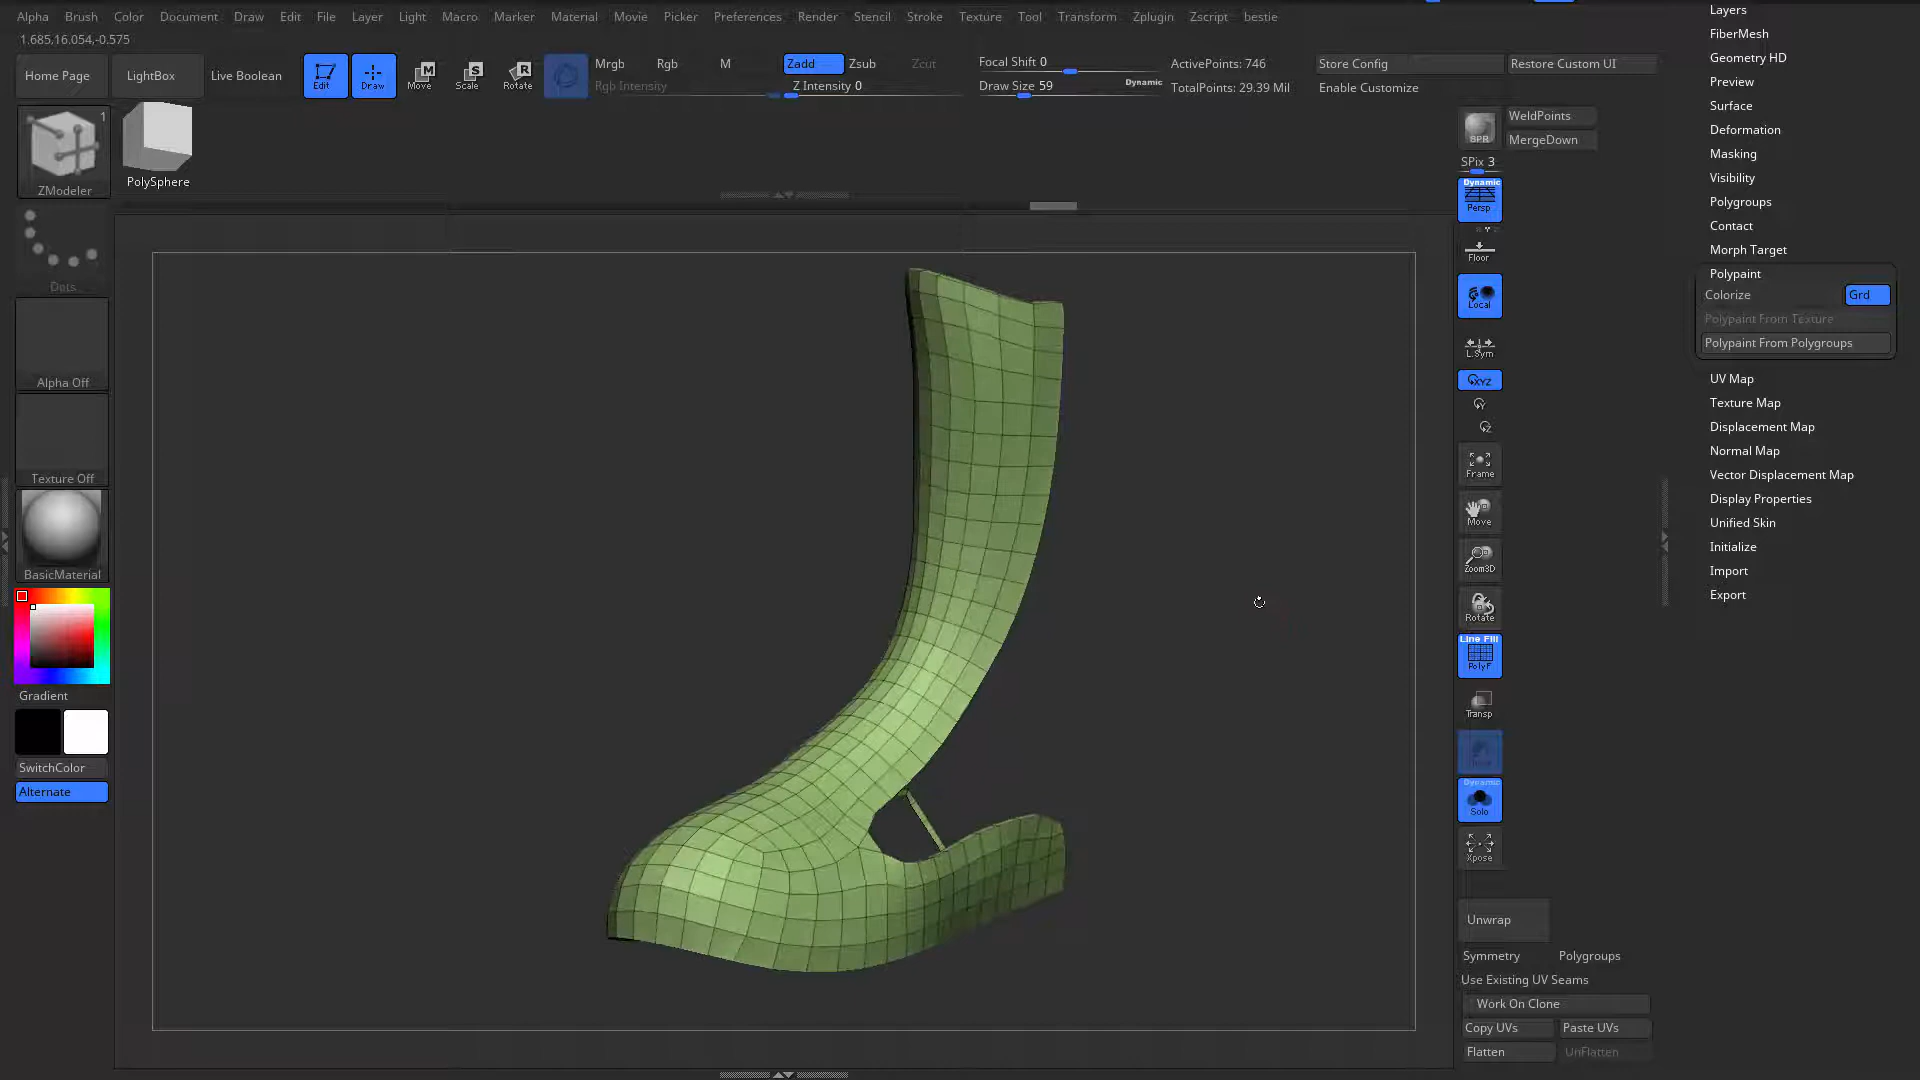 Alpha Brush Color Document Draw Edit File Layer Light Macro Marker Material Movie Picker Preferences Render Stencil Stroke Texture Tool Transform Zplugin Zscript bestie
1.685,16.054,-0.575
Home Page LightBox Live Boolean Edit Draw Move Scale Rotate
M S R
Mrgb Rgb M Zadd Zsub Zcut
Rgb Intensity Z Intensity 0
Focal Shift 0
Draw Size 59 Dynamic
ActivePoints: 746
TotalPoints: 29.39 Mil
Store Config Restore Custom UI
Enable Customize
1
ZModeler
PolySphere
Dots
Alpha Off
Texture Off
BasicMaterial
Gradient
SwitchColor
Alternate
SPR
WeldPoints
MergeDown
SPix 3
Dynamic
Persp
Floor
Local
L.Sym
XYZ
Y
Z
Frame
Move
Zoom3D
Rotate
Line Fill
PolyF
Transp
Dynamic
Solo
Xpose
Unwrap
Symmetry Polygroups
Use Existing UV Seams
Work On Clone
Copy UVs Paste UVs
Flatten UnFlatten
Layers
FiberMesh
Geometry HD
Preview
Surface
Deformation
Masking
Visibility
Polygroups
Contact
Morph Target
Polypaint
Colorize Grd
Polypaint From Texture
Polypaint From Polygroups
UV Map
Texture Map
Displacement Map
Normal Map
Vector Displacement Map
Display Properties
Unified Skin
Initialize
Import
Export